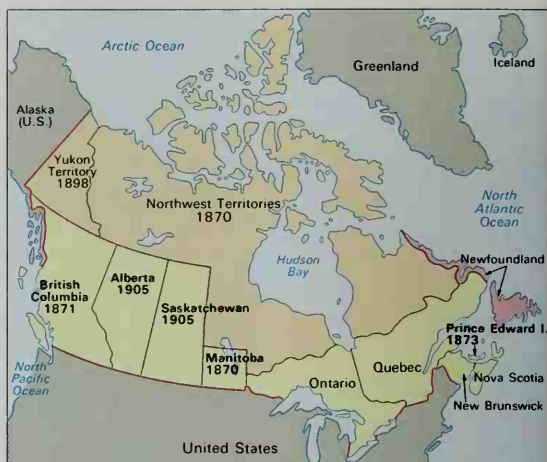 Arctic Ocean
Greenland
Iceland
Alaska
(U.S.)
Yukon
Territory
1898
Northwest Territories
1870
North
Atlantic
Ocean
Hudson
Bay
Newfoundland
British
Columbia
1871
Alberta
1905
Saskatchewan
1905
Manitoba
1870
Prince Edward I.
1873
Ontario
Quebec
Nova Scotia
New Brunswick
North
Pacific
Ocean
United States